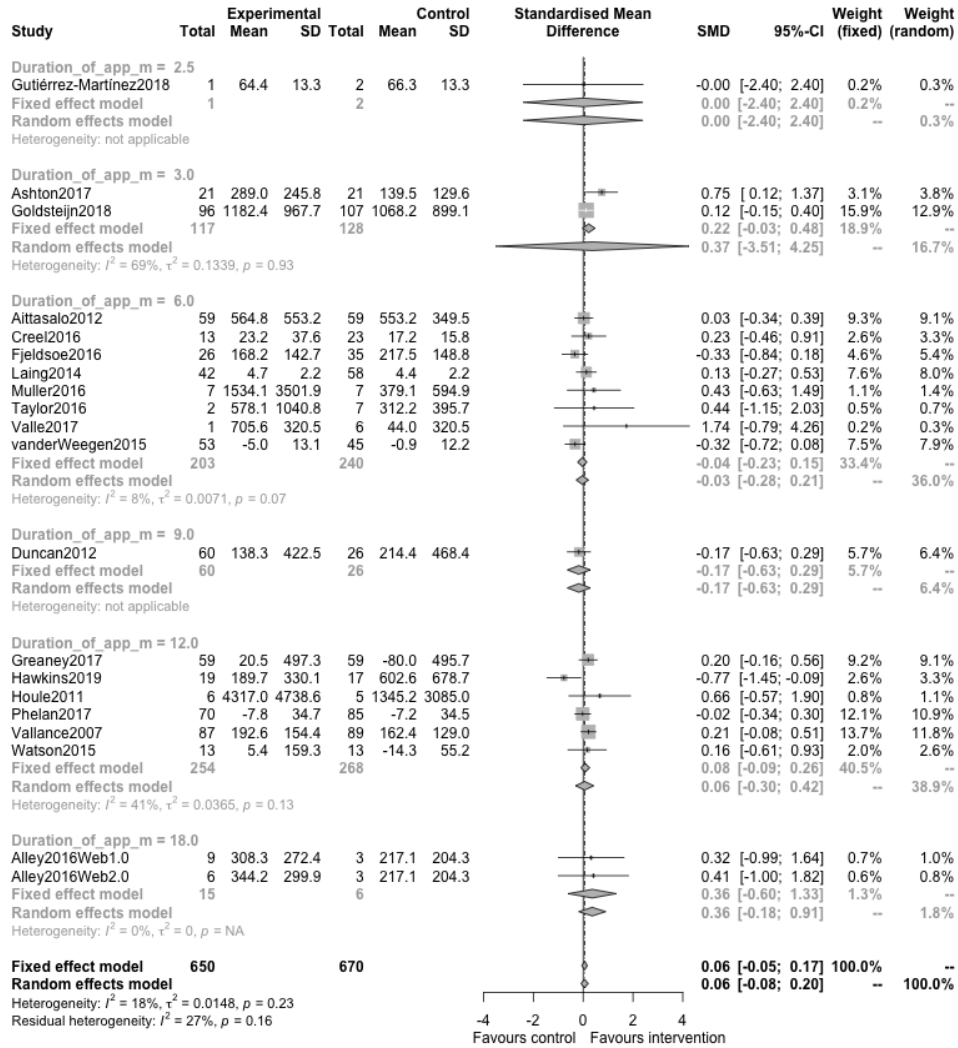 Experimental Control Standardised Mean Weight Weight
Study Total Mean SD Total Mean SD Difference SMD 95%-CI (fixed) (random)
Duration_of_app_m = 2.5
Gutiérrez-Martínez2018 1 64.4 13.3 2 66.3 13.3 -0.00 [-2.40; 2.40] 0.2% 0.3%
Fixed effect model 1 2 0.00 [-2.40; 2.40] 0.2% --
Random effects model 0.00 [-2.40; 2.40] -- 0.3%
Heterogeneity: not applicable
Duration_of_app_m = 3.0
Ashton2017 21 289.0 245.8 21 139.5 129.6 0.75 [ 0.12; 1.37] 3.1% 3.8%
Goldsteijn2018 96 1182.4 967.7 107 1068.2 899.1 0.12 [-0.15; 0.40] 15.9% 12.9%
Fixed effect model 117 128 0.22 [-0.03; 0.48] 18.9% --
Random effects model 0.37 [-3.51; 4.25] -- 16.7%
Heterogeneity: I² = 69%, τ² = 0.1339, p = 0.93
Duration_of_app_m = 6.0
Aittasalo2012 59 564.8 553.2 59 553.2 349.5 0.03 [-0.34; 0.39] 9.3% 9.1%
Creel2016 13 23.2 37.6 23 17.2 15.8 0.23 [-0.46; 0.91] 2.6% 3.3%
Fjeldsoe2016 26 168.2 142.7 35 217.5 148.8 -0.33 [-0.84; 0.18] 4.6% 5.4%
Laing2014 42 4.7 2.2 58 4.4 2.2 0.13 [-0.27; 0.53] 7.6% 8.0%
Muller2016 7 1534.1 3501.9 7 379.1 594.9 0.43 [-0.63; 1.49] 1.1% 1.4%
Taylor2016 2 578.1 1040.8 7 312.2 395.7 0.44 [-1.15; 2.03] 0.5% 0.7%
Valle2017 1 705.6 320.5 6 44.0 320.5 1.74 [-0.79; 4.26] 0.2% 0.3%
vanderWeegen2015 53 -5.0 13.1 45 -0.9 12.2 -0.32 [-0.72; 0.08] 7.5% 7.9%
Fixed effect model 203 240 -0.04 [-0.23; 0.15] 33.4% --
Random effects model -0.03 [-0.28; 0.21] -- 36.0%
Heterogeneity: I² = 8%, τ² = 0.0071, p = 0.07
Duration_of_app_m = 9.0
Duncan2012 60 138.3 422.5 26 214.4 468.4 -0.17 [-0.63; 0.29] 5.7% 6.4%
Fixed effect model 60 26 -0.17 [-0.63; 0.29] 5.7% --
Random effects model -0.17 [-0.63; 0.29] -- 6.4%
Heterogeneity: not applicable
Duration_of_app_m = 12.0
Greaney2017 59 20.5 497.3 59 -80.0 495.7 0.20 [-0.16; 0.56] 9.2% 9.1%
Hawkins2019 19 189.7 330.1 17 602.6 678.7 -0.77 [-1.45; -0.09] 2.6% 3.3%
Houle2011 6 4317.0 4738.6 5 1345.2 3085.0 0.66 [-0.57; 1.90] 0.8% 1.1%
Phelan2017 70 -7.8 34.7 85 -7.2 34.5 -0.02 [-0.34; 0.30] 12.1% 10.9%
Vallance2007 87 192.6 154.4 89 162.4 129.0 0.21 [-0.08; 0.51] 13.7% 11.8%
Watson2015 13 5.4 159.3 13 -14.3 55.2 0.16 [-0.61; 0.93] 2.0% 2.6%
Fixed effect model 254 268 0.08 [-0.09; 0.26] 40.5% --
Random effects model 0.06 [-0.30; 0.42] -- 38.9%
Heterogeneity: I² = 41%, τ² = 0.0365, p = 0.13
Duration_of_app_m = 18.0
Alley2016Web1.0 9 308.3 272.4 3 217.1 204.3 0.32 [-0.99; 1.64] 0.7% 1.0%
Alley2016Web2.0 6 344.2 299.9 3 217.1 204.3 0.41 [-1.00; 1.82] 0.6% 0.8%
Fixed effect model 15 6 0.36 [-0.60; 1.33] 1.3% --
Random effects model 0.36 [-0.18; 0.91] -- 1.8%
Heterogeneity: I² = 0%, τ² = 0, p = NA
Fixed effect model 650 670 0.06 [-0.05; 0.17] 100.0% --
Random effects model 0.06 [-0.08; 0.20] -- 100.0%
Heterogeneity: I² = 18%, τ² = 0.0148, p = 0.23
Residual heterogeneity: I² = 27%, p = 0.16
-4 -2 0 2 4
Favours control Favours intervention